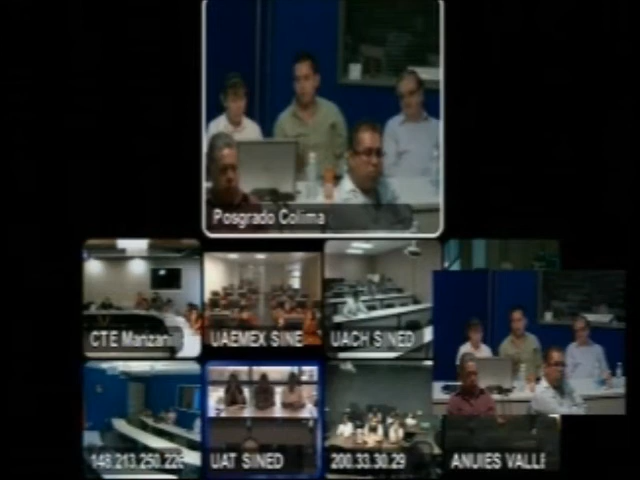 Posgrado Colima
CTE Manzanil
UAEMEX SINE
UACH SINED
148.213.250.226
UAT SINED
200.33.30.29
ANUIES VALLE